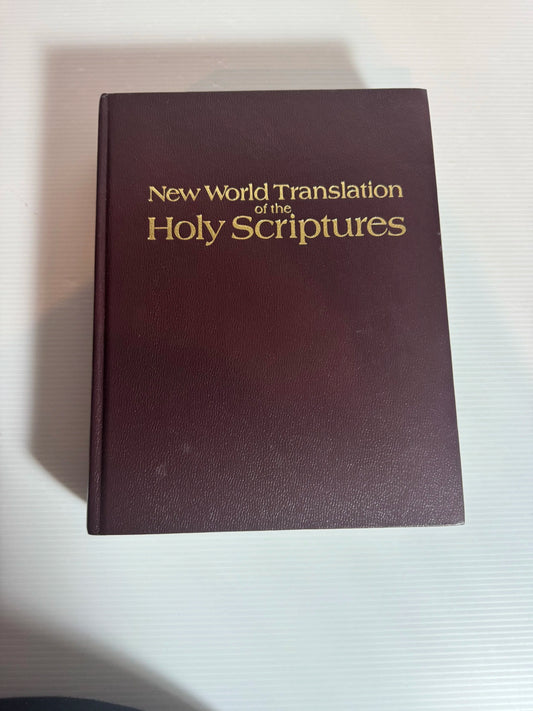 New World Translation
of the
Holy Scriptures